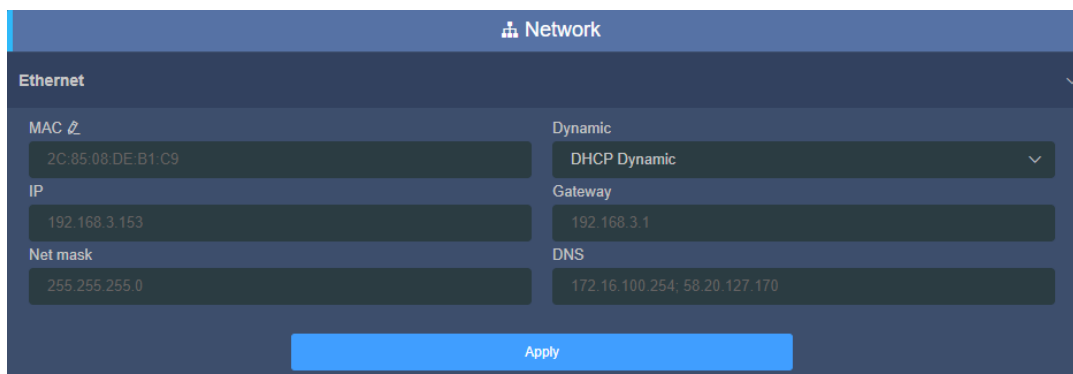 Network
Ethernet
MAC
Dynamic
2C:85:08:DE:B1:C9
DHCP Dynamic
IP
Gateway
192.168.3.153
192.168.3.1
Net mask
DNS
255.255.255.0
172.16.100.254; 58.20.127.170
Apply